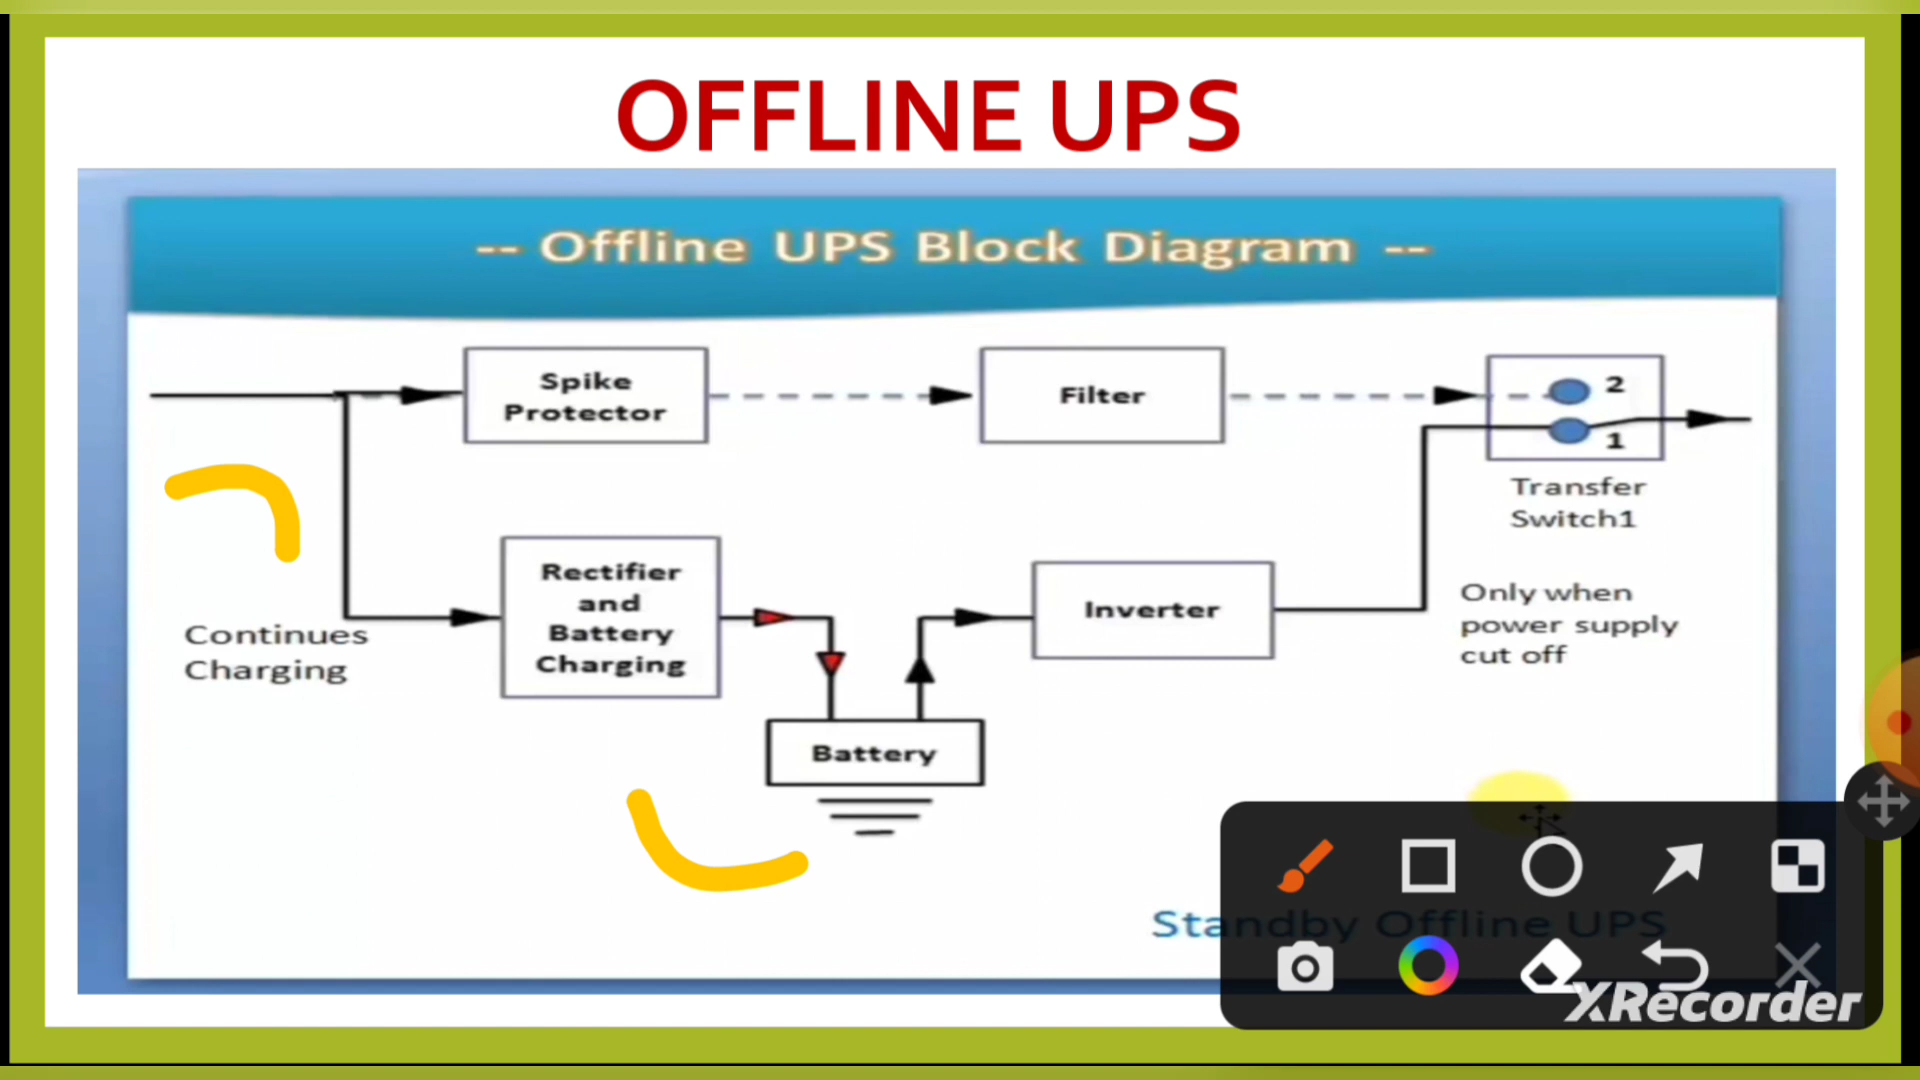 OFFLINE UPS
-- Offline UPS Block Diagram --
Spike
Protector
Filter
2
1
Transfer
Switch1
Rectifier
and
Battery
Charging
Inverter
Only when
power supply
cut off
Continues
Charging
Battery
Standby Offline UPS
XRecorder